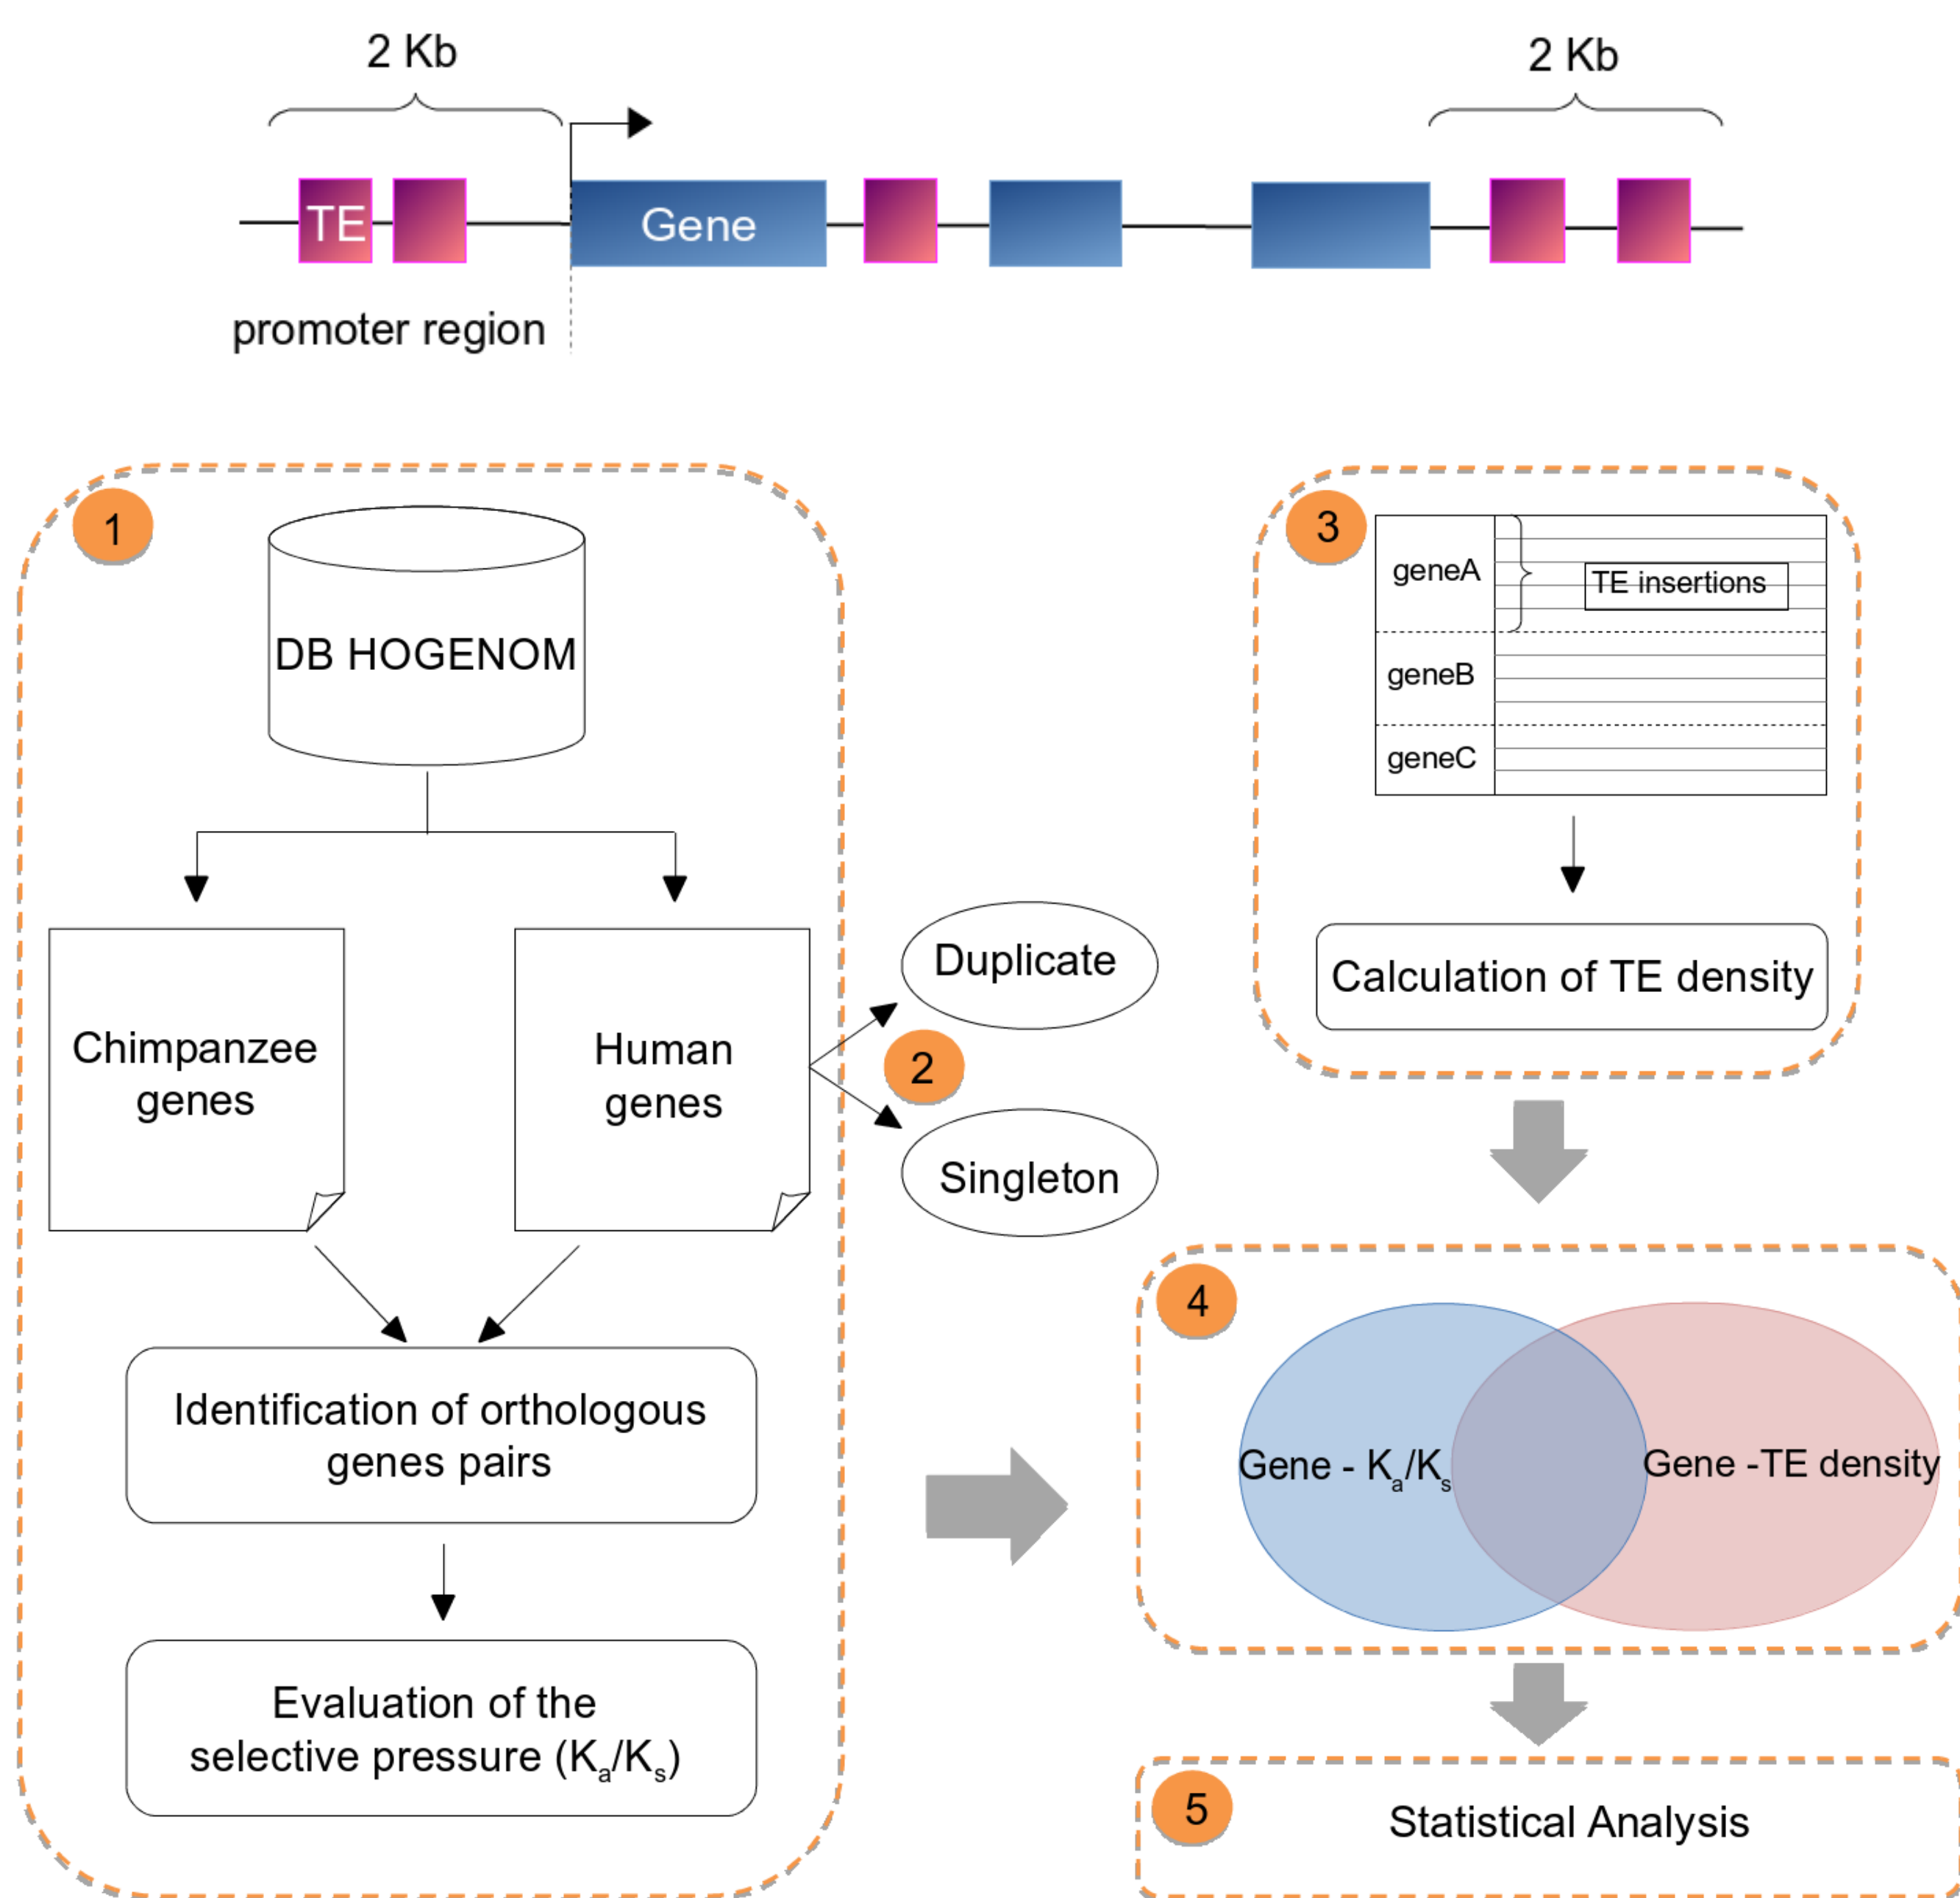 2 Kb
2 Kb
TE
Gene
promoter region
1
DB HOGENOM
Chimpanzee
genes
Human
genes
2
Duplicate
Singleton
Identification of orthologous
genes pairs
Evaluation of the
selective pressure (Ka/Ks)
3
geneA
TE insertions
geneB
geneC
Calculation of TE density
4
Gene - Ka/Ks
Gene -TE density
5
Statistical Analysis